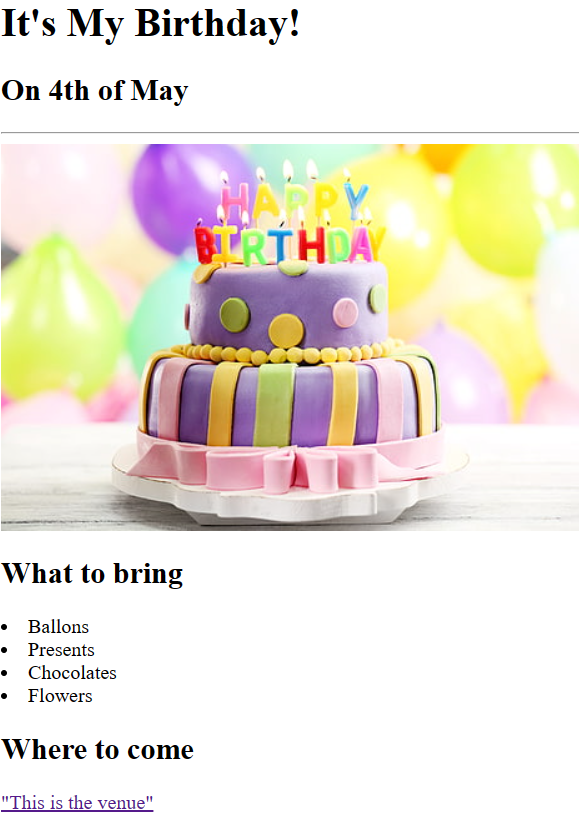 It's My Birthday!
On 4th of May
HAPPY
BIRTHDAY
What to bring
Ballons
Presents
Chocolates
Flowers
Where to come
"This is the venue"